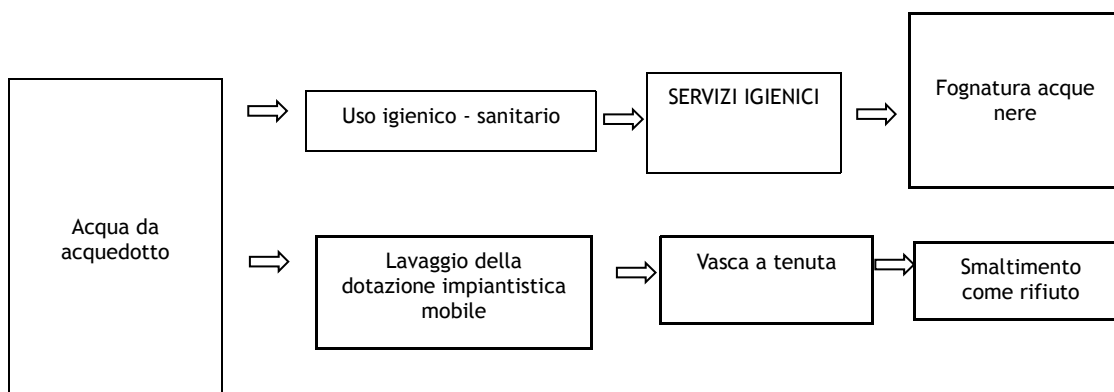 Acqua da
acquedotto
Uso igienico - sanitario
SERVIZI IGIENICI
Fognatura acque
nere
Lavaggio della
dotazione impiantistica
mobile
Vasca a tenuta
Smaltimento
come rifiuto